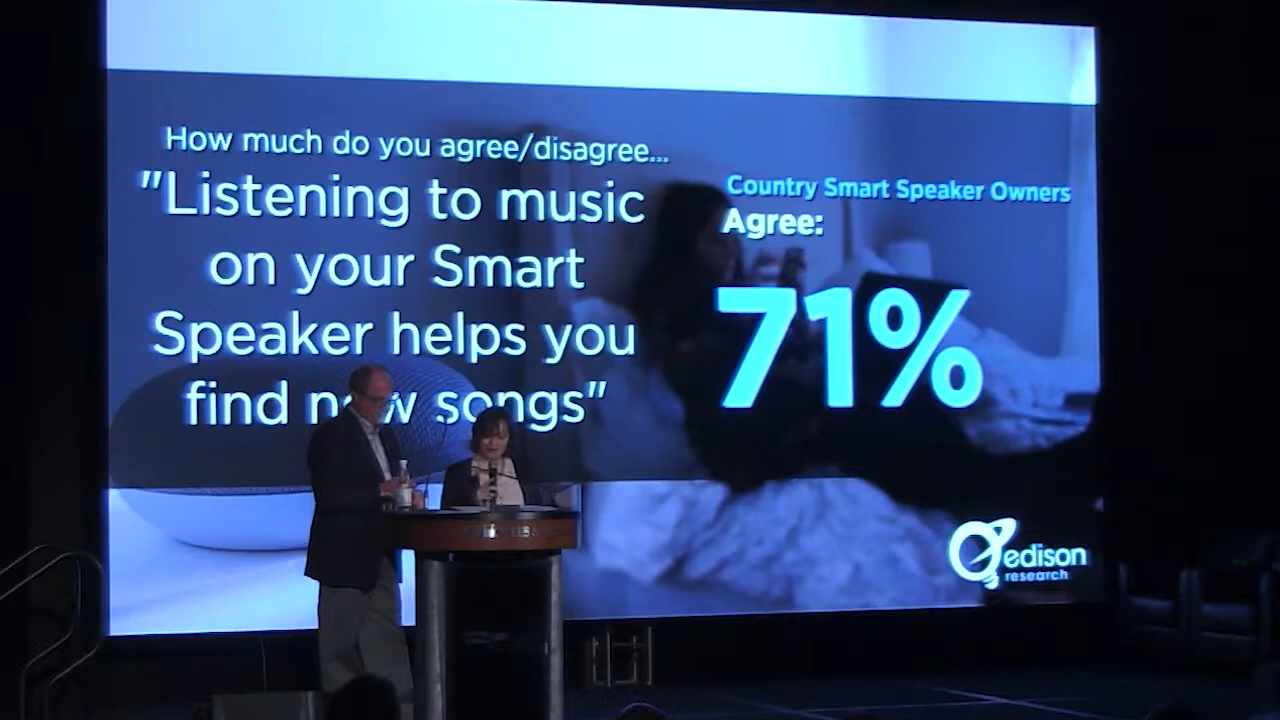 How much do you agree/disagree...
"Listening to music
on your Smart
Speaker helps you
find new songs"
Country Smart Speaker Owners
Agree:
71%
edison
research